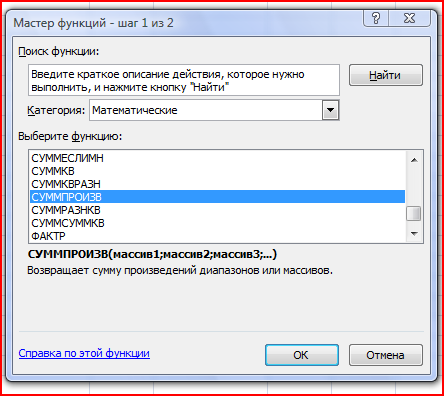 Мастер функций - шаг 1 из 2
Поиск функции:
Введите краткое описание действия, которое нужно
выполнить, и нажмите кнопку "Найти"
Найти
Категория: Математические
Выберите функцию:
СУММЕСЛИМН
СУММКВ
СУММКВРАЗН
СУММПРОИЗВ
СУММРАЗНКВ
СУММСУММКВ
ФАКТР
СУММПРОИЗВ(массив1;массив2;массив3;...)
Возвращает сумму произведений диапазонов или массивов.
Справка по этой функции
ОК
Отмена